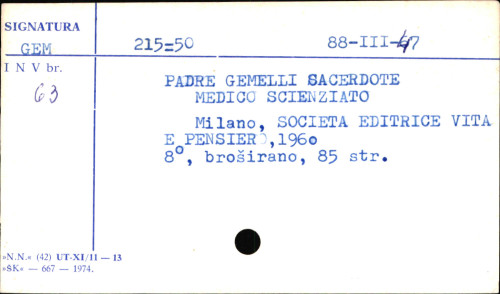 SIGNATURA
GEM
215=50
88-III-47
I N V br.
63
PADRE GEMELLI SACERDOTE
MEDICO SCIENZIATO
Milano, SOCIETA EDITRICE VITA
E PENSIERO,1960
8°, broširano, 85 str.
»N.N.« (42) UT-XI/11 — 13
»SK« — 667 — 1974.